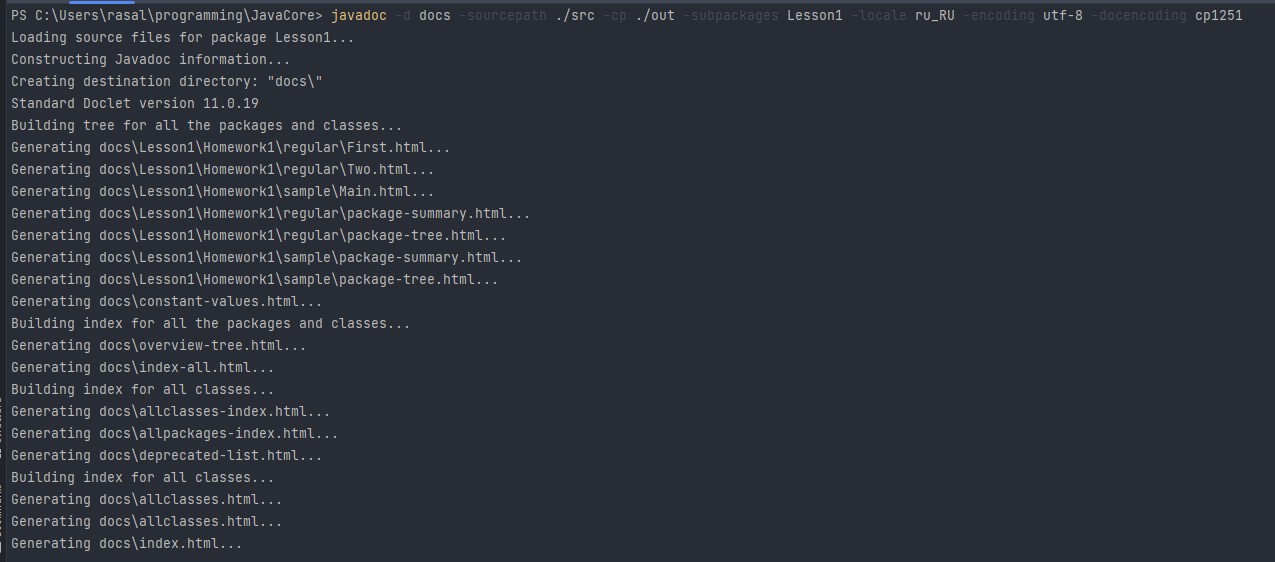 PS C:\Users\rasal\programming\JavaCore> javadoc -d docs -sourcepath ./src -cp ./out -subpackages Lesson1 -locale ru_RU -encoding utf-8 -docencoding cp1251
Loading source files for package Lesson1...
Constructing Javadoc information...
Creating destination directory: "docs\"
Standard Doclet version 11.0.19
Building tree for all the packages and classes...
Generating docs\Lesson1\Homework1\regular\First.html...
Generating docs\Lesson1\Homework1\regular\Two.html...
Generating docs\Lesson1\Homework1\sample\Main.html...
Generating docs\Lesson1\Homework1\regular\package-summary.html...
Generating docs\Lesson1\Homework1\regular\package-tree.html...
Generating docs\Lesson1\Homework1\sample\package-summary.html...
Generating docs\Lesson1\Homework1\sample\package-tree.html...
Generating docs\constant-values.html...
Building index for all the packages and classes...
Generating docs\overview-tree.html...
Generating docs\index-all.html...
Building index for all classes...
Generating docs\allclasses-index.html...
Generating docs\allpackages-index.html...
Generating docs\deprecated-list.html...
Building index for all classes...
Generating docs\allclasses.html...
Generating docs\allclasses.html...
Generating docs\index.html...